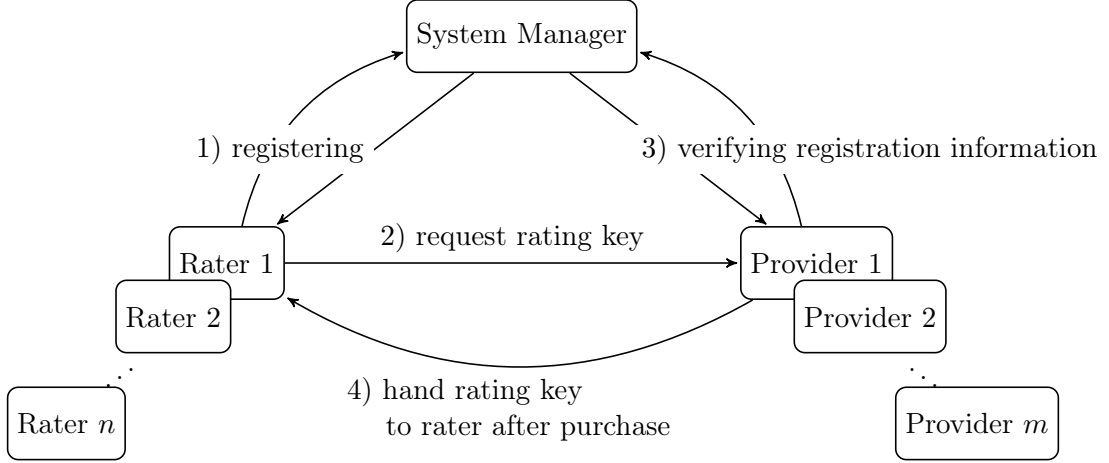 System Manager
1) registering
3) verifying registration information
2) request rating key
Rater 1
Provider 1
Rater 2
Provider 2
4) hand rating key
to rater after purchase
Rater n
Provider m